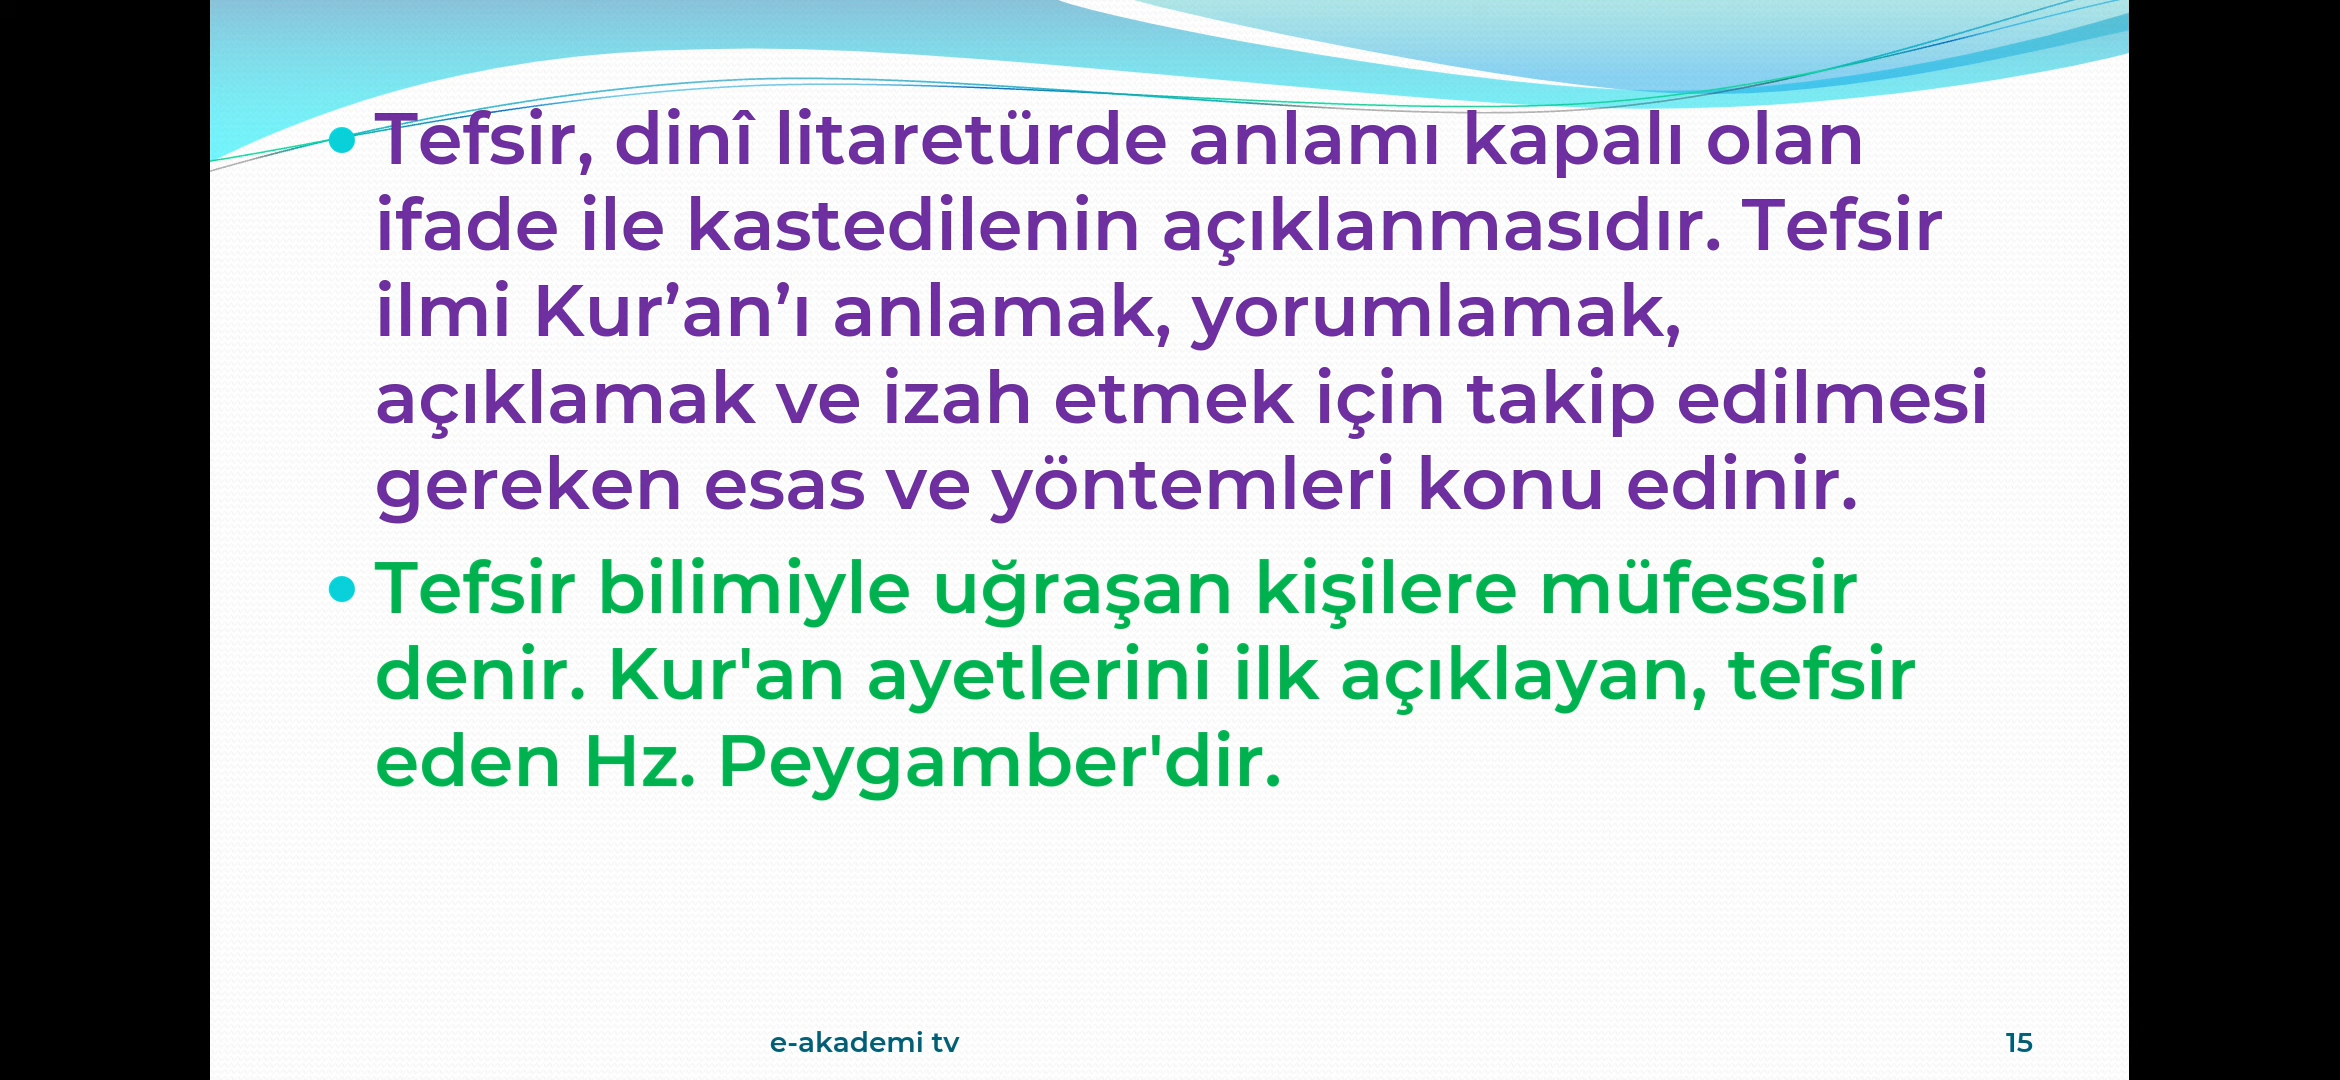 • Tefsir, dinî litaretürde anlamı kapalı olan
ifade ile kastedilenin açıklanmasıdır. Tefsir
ilmi Kur’an’ı anlamak, yorumlamak,
açıklamak ve izah etmek için takip edilmesi
gereken esas ve yöntemleri konu edinir.
• Tefsir bilimiyle uğraşan kişilere müfessir
denir. Kur'an ayetlerini ilk açıklayan, tefsir
eden Hz. Peygamber'dir.
e-akademi tv
15